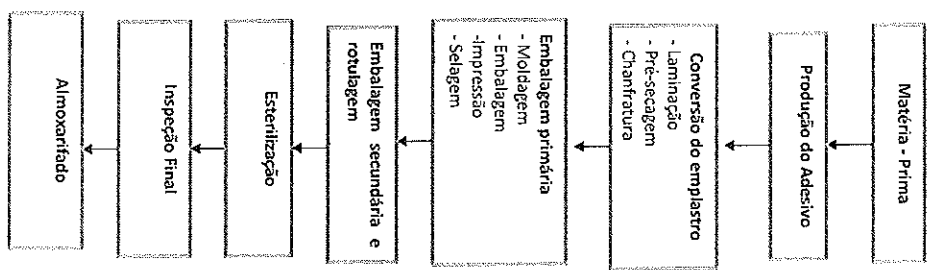 Matéria - Prima
Produção do Adesivo
Conversão do emplastro
- Laminação
- Pré-secagem
- Chanfratura
Embalagem primária
- Moldagem
- Embalagem
-Impressão
- Selagem
Embalagem secundária e
rotulagem
Esterilização
Inspeção Final
Almoxarifado